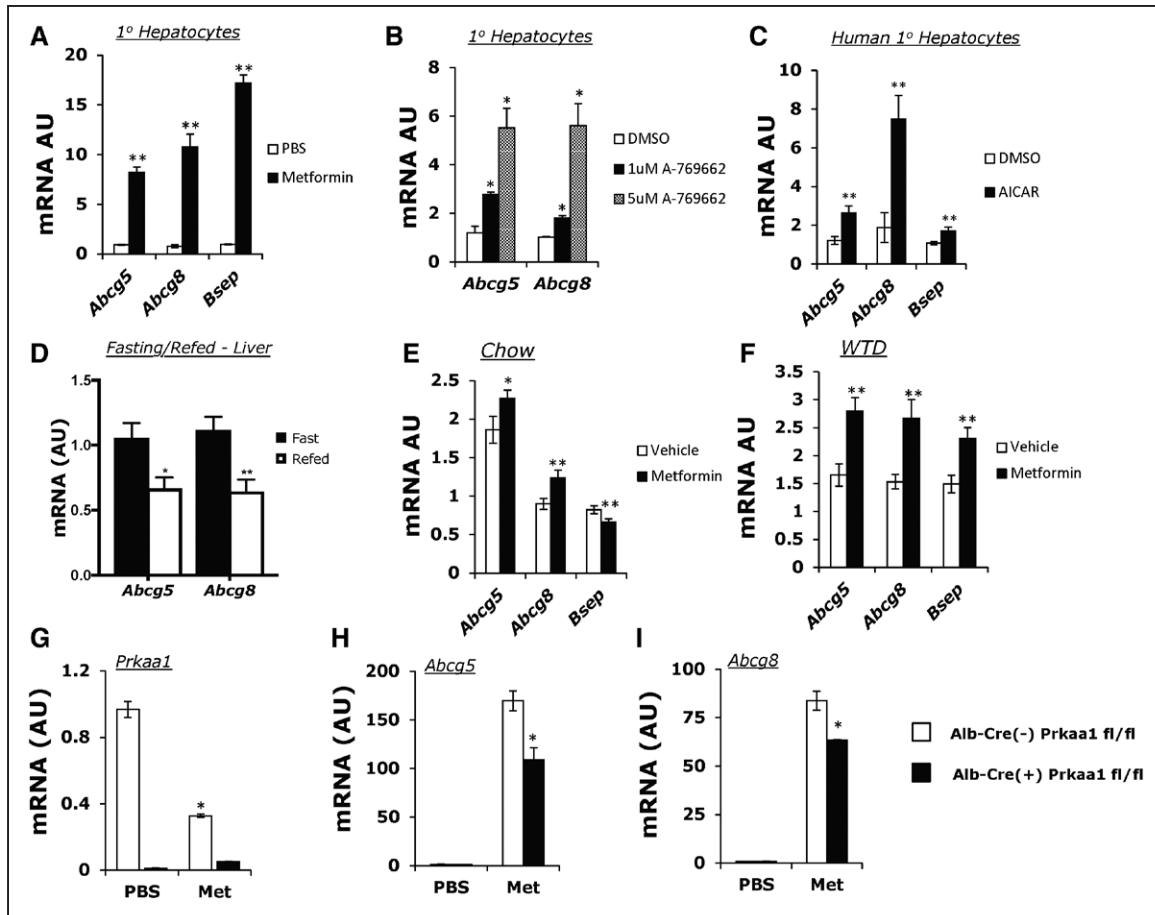 A
1º Hepatocytes
mRNA AU
20
15
10
5
0
**
**
**
PBS
Metformin
Abcg5
Abcg8
Bsep
B
1º Hepatocytes
mRNA AU
8
6
4
2
0
*
*
*
*
DMSO
1uM A-769662
5uM A-769662
Abcg5
Abcg8
C
Human 1º Hepatocytes
mRNA AU
10
8
6
4
2
0
**
**
**
DMSO
AICAR
Abcg5
Abcg8
Bsep
D
Fasting/Refed - Liver
mRNA (AU)
1.5
1.0
0.5
0.0
*
**
Fast
Refed
Abcg5
Abcg8
E
Chow
mRNA AU
2.5
2
1.5
1
0.5
0
*
**
**
Vehicle
Metformin
Abcg5
Abcg8
Bsep
F
WTD
mRNA AU
3.5
3
2.5
2
1.5
1
0.5
0
**
**
**
Vehicle
Metformin
Abcg5
Abcg8
Bsep
G
Prkaa1
mRNA (AU)
1.2
0.8
0.4
0
*
PBS
Met
H
Abcg5
mRNA (AU)
200
150
100
50
0
*
PBS
Met
I
Abcg8
mRNA (AU)
100
75
50
25
0
*
PBS
Met
Alb-Cre(-) Prkaa1 fl/fl
Alb-Cre(+) Prkaa1 fl/fl